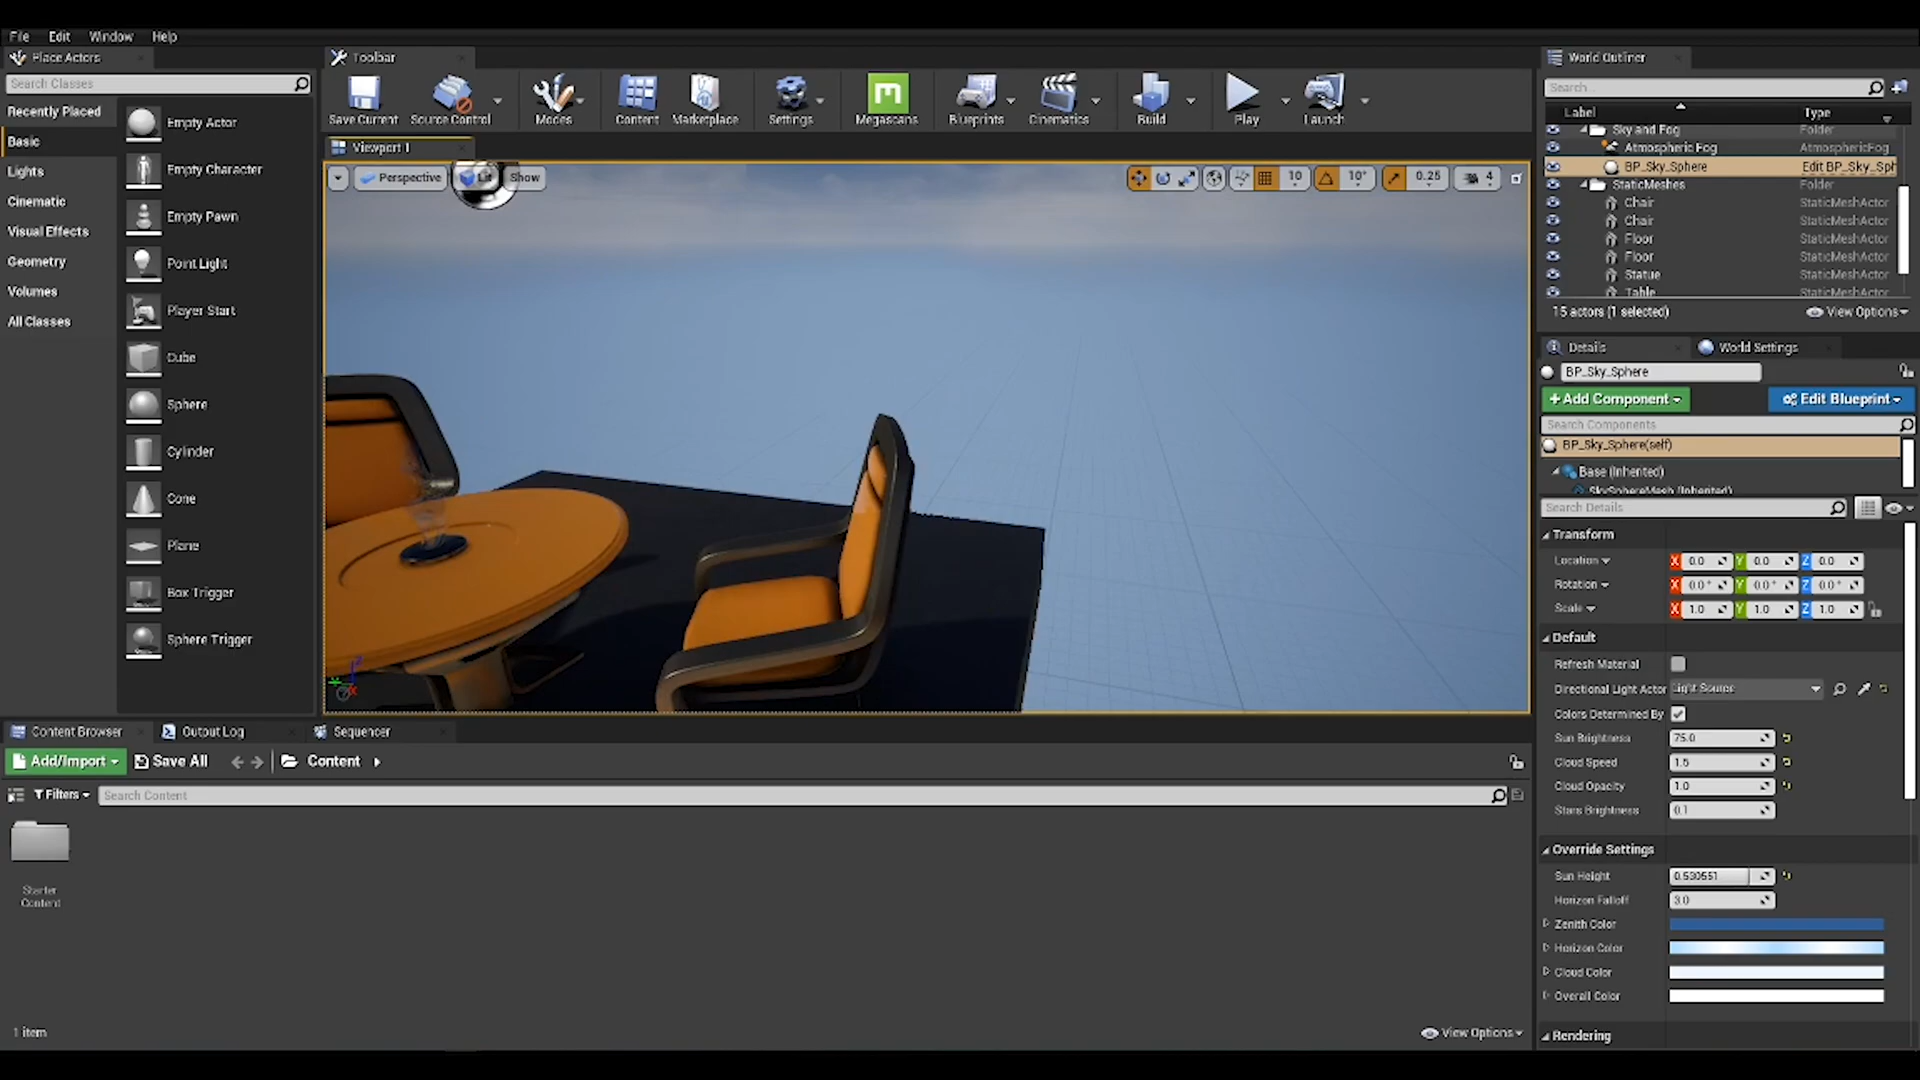 File Edit Window Help
Place Actors
Search Classes
Recently Placed
Basic
Lights
Cinematic
Visual Effects
Geometry
Volumes
All Classes
Empty Actor
Empty Character
Empty Pawn
Point Light
Player Start
Cube
Sphere
Cylinder
Cone
Plane
Box Trigger
Sphere Trigger
Toolbar
Save Current Source Control Modes Content Marketplace Settings Megascans Blueprints Cinematics Build Play Launch
Viewport 1
Perspective Lit Show 10 10° 0.25 4
World Outliner
Search...
Label Type
Sky and Fog Folder
Atmospheric Fog AtmosphericFog
BP_Sky_Sphere Edit BP_Sky_Sph
StaticMeshes Folder
Chair StaticMeshActor
Chair StaticMeshActor
Floor StaticMeshActor
Floor StaticMeshActor
Statue StaticMeshActor
Table StaticMeshActor
15 actors (1 selected) View Options
Details World Settings
BP_Sky_Sphere
+Add Component Edit Blueprint
Search Components
BP_Sky_Sphere(self)
Base (Inherited)
SkySphereMesh (Inherited)
Search Details
Transform
Location X 0.0 Y 0.0 Z 0.0
Rotation X 0.0° Y 0.0° Z 0.0°
Scale X 1.0 Y 1.0 Z 1.0
Default
Refresh Material
Directional Light Actor Light Source
Colors Determined By
Sun Brightness 75.0
Cloud Speed 1.5
Cloud Opacity 1.0
Stars Brightness 0.1
Override Settings
Sun Height 0.530551
Horizon Falloff 3.0
Zenith Color
Horizon Color
Cloud Color
Overall Color
Rendering
Content Browser Output Log Sequencer
Add/Import Save All Content
Filters Search Content
Starter
Content
1 item View Options